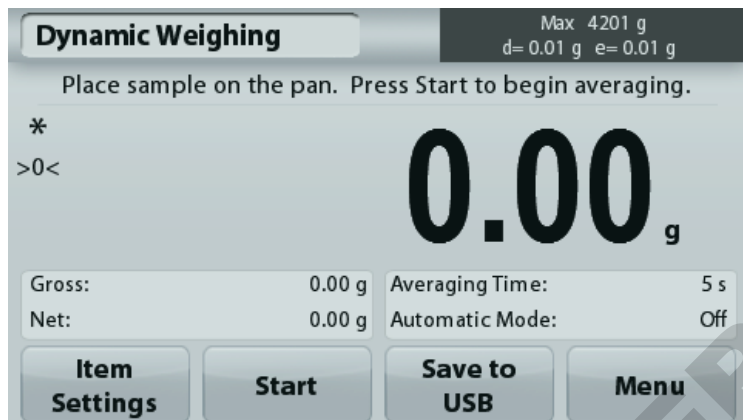 Dynamic Weighing
Max 4201 g
d= 0.01 g e= 0.01 g
Place sample on the pan. Press Start to begin averaging.
*
>0<
0.00 g
Gross: 0.00 g
Net: 0.00 g
Averaging Time: 5 s
Automatic Mode: Off
Item Settings
Start
Save to USB
Menu